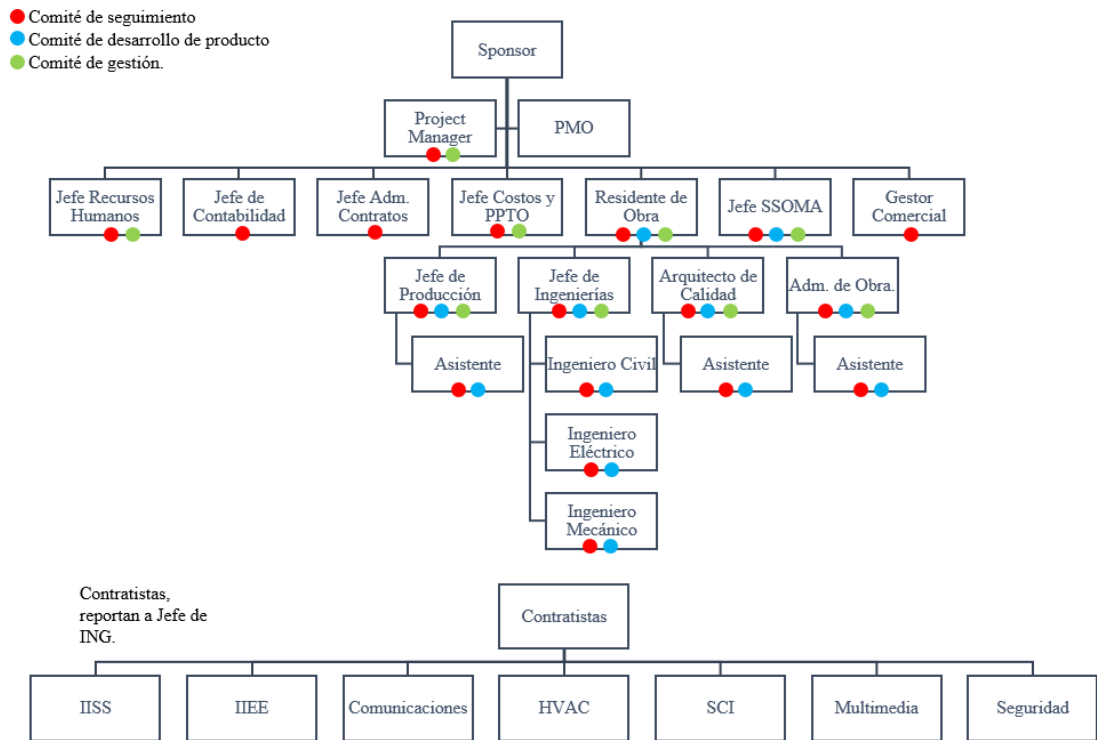 Comité de seguimiento
Comité de desarrollo de producto
Comité de gestión.
Sponsor
Project
Manager
PMO
Jefe Recursos
Humanos
Jefe de
Contabilidad
Jefe Adm.
Contratos
Jefe Costos y
PPTO
Residente de
Obra
Jefe SSOMA
Gestor
Comercial
Jefe de
Producción
Jefe de
Ingenierías
Arquitecto de
Calidad
Adm. de Obra.
Asistente
Ingeniero Civil
Asistente
Asistente
Ingeniero
Eléctrico
Ingeniero
Mecánico
Contratistas,
reportan a Jefe de
ING.
Contratistas
IISS
IIEE
Comunicaciones
HVAC
SCI
Multimedia
Seguridad